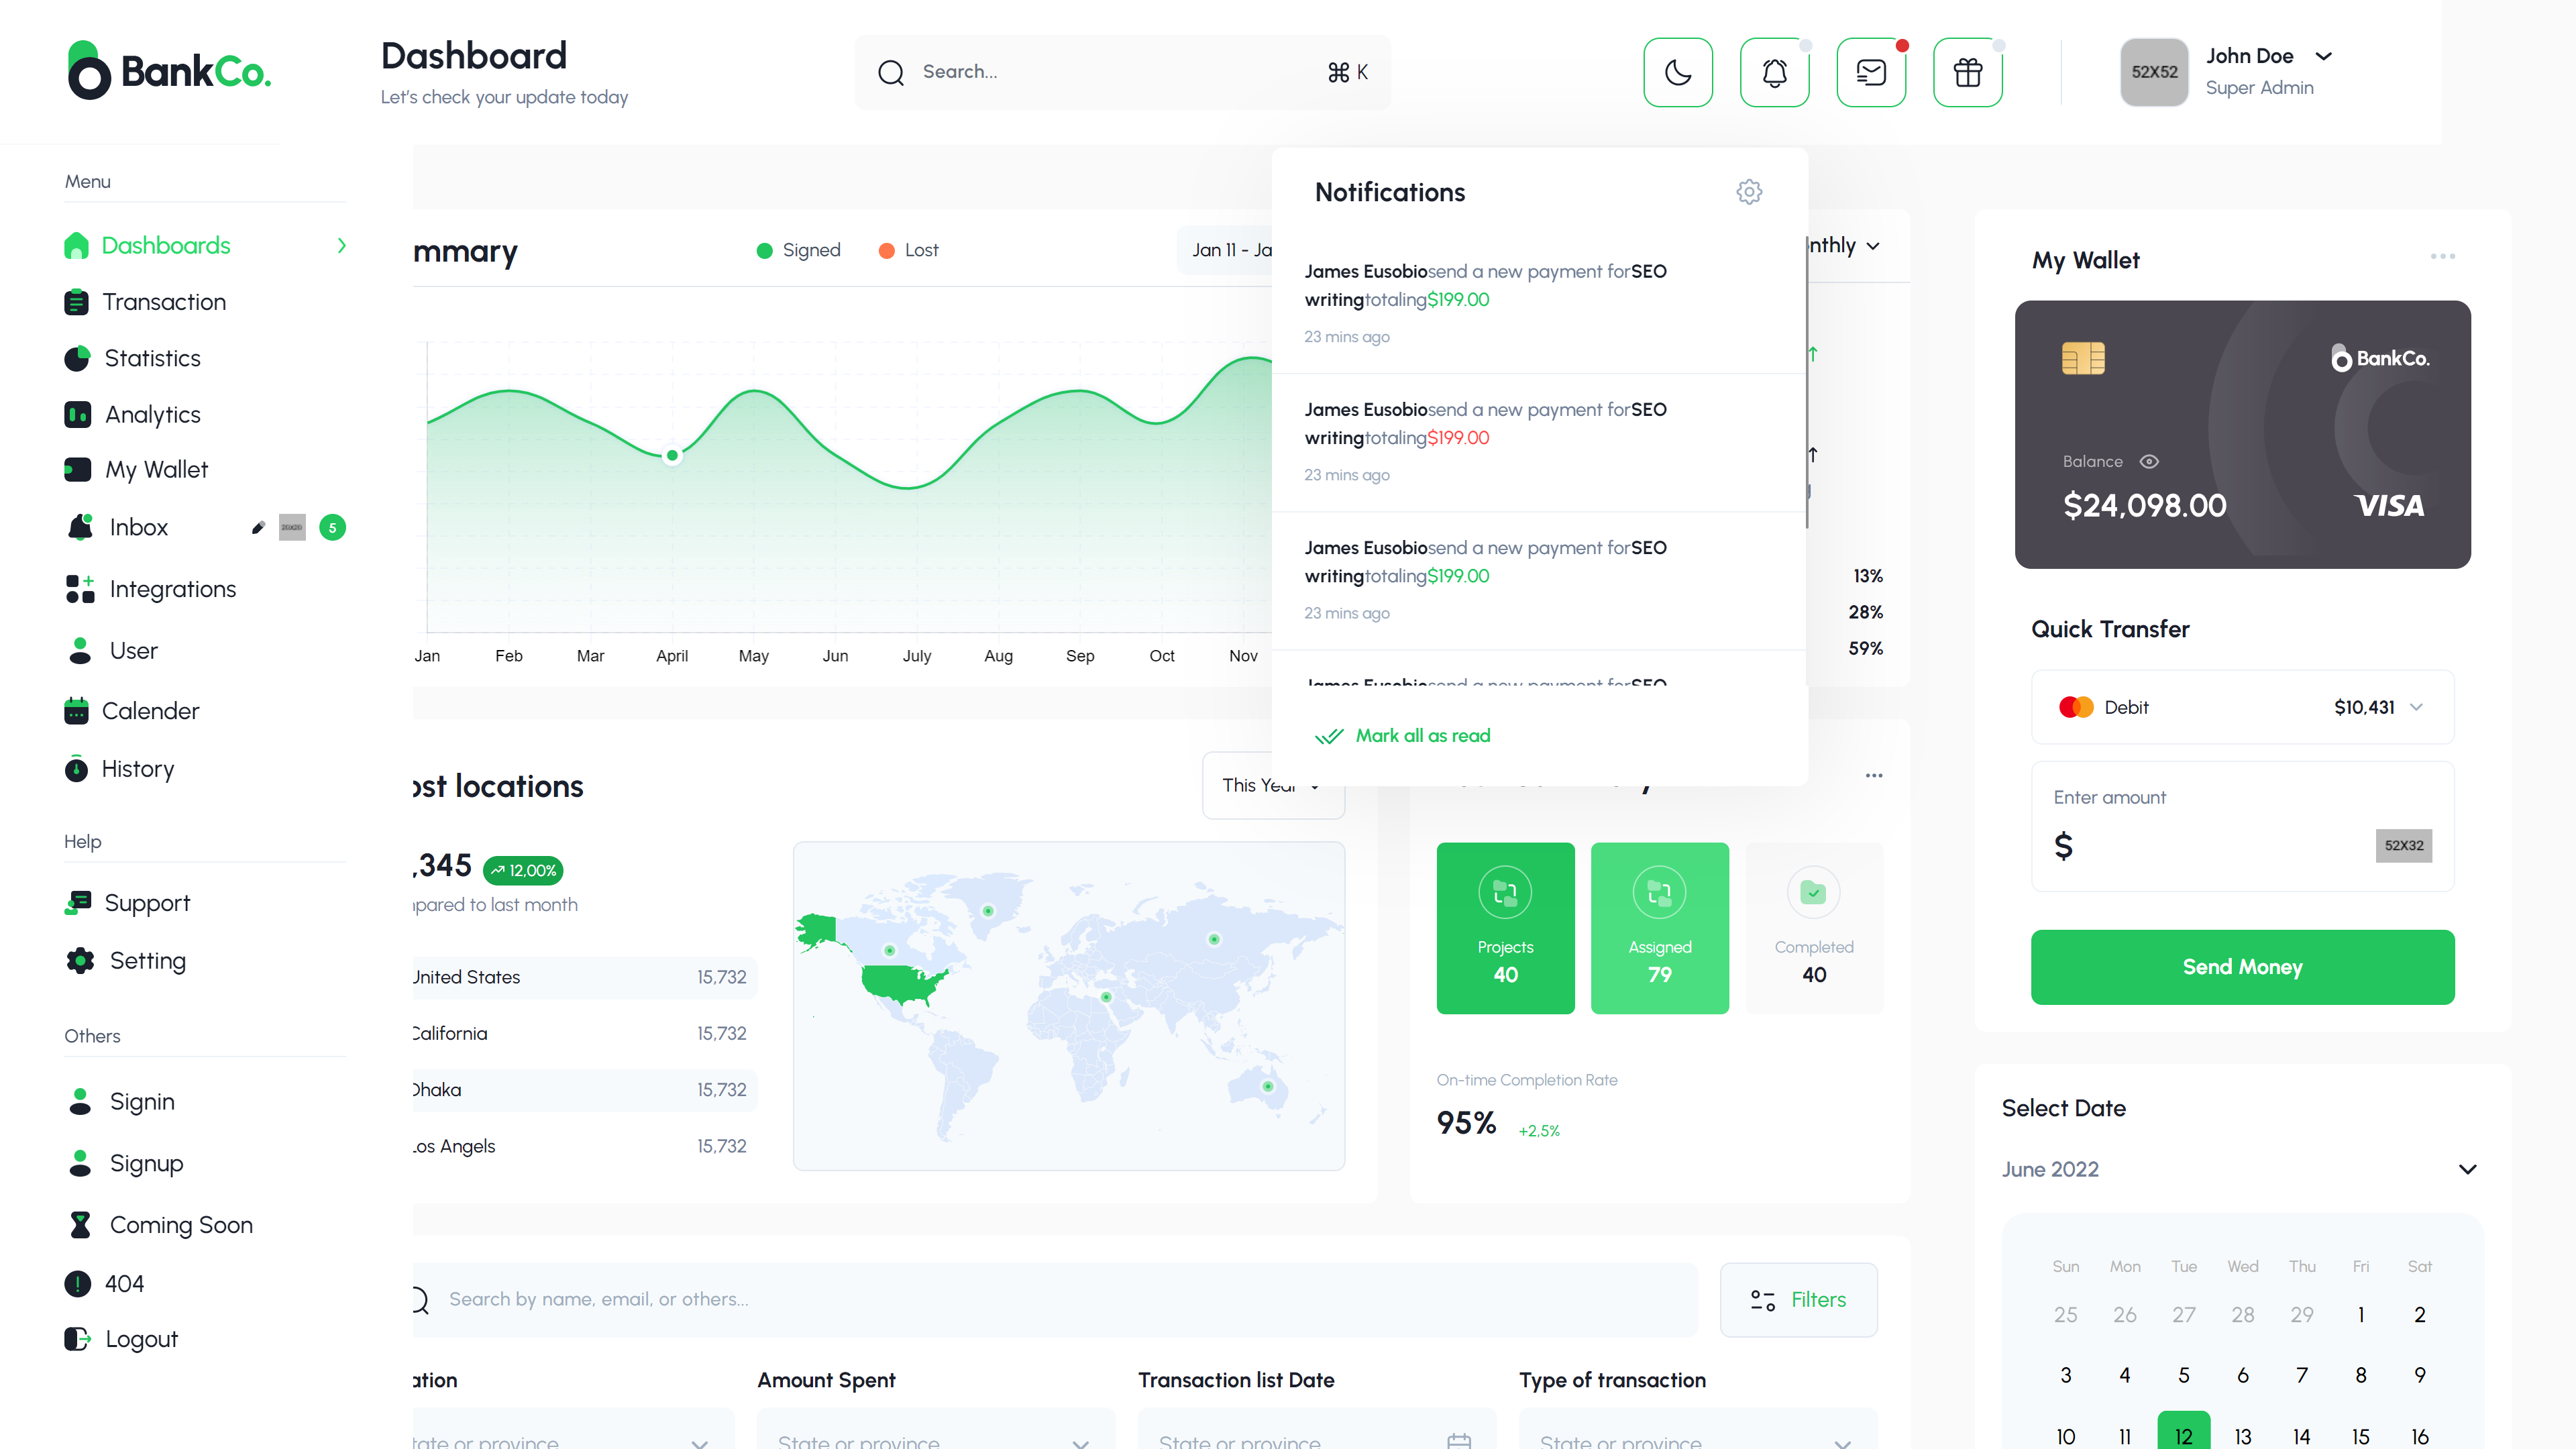 BankCo.
Dashboard
Let's check your update today
Search...
⌘ K
52X52
John Doe
Super Admin
Menu
Dashboards
Transaction
Statistics
Analytics
My Wallet
Inbox
20X20
5
Integrations
User
Calender
History
Help
Support
Setting
Others
Signin
Signup
Coming Soon
404
Logout
mmary
Signed
Lost
Jan 11 - Ja
nthly
Jan Feb Mar April May Jun July Aug Sep Oct Nov
13%
28%
59%
Notifications
James Eusobiosend a new payment forSEO
writingtotaling$199.00
23 mins ago
James Eusobiosend a new payment forSEO
writingtotaling$199.00
23 mins ago
James Eusobiosend a new payment forSEO
writingtotaling$199.00
23 mins ago
James Eusobiosend a new payment forSEO
Mark all as read
ost locations
This Year
,345
12,00%
pared to last month
United States 15,732
California 15,732
Dhaka 15,732
Los Angels 15,732
Projects
40
Assigned
79
Completed
40
On-time Completion Rate
95% +2,5%
Search by name, email, or others...
Filters
ation
Amount Spent
Transaction list Date
Type of transaction
tate or province
State or province
State or province
State or province
My Wallet
BankCo.
Balance
$24,098.00
VISA
Quick Transfer
Debit
$10,431
Enter amount
$
52X32
Send Money
Select Date
June 2022
Sun Mon Tue Wed Thu Fri Sat
25 26 27 28 29 1 2
3 4 5 6 7 8 9
10 11 12 13 14 15 16